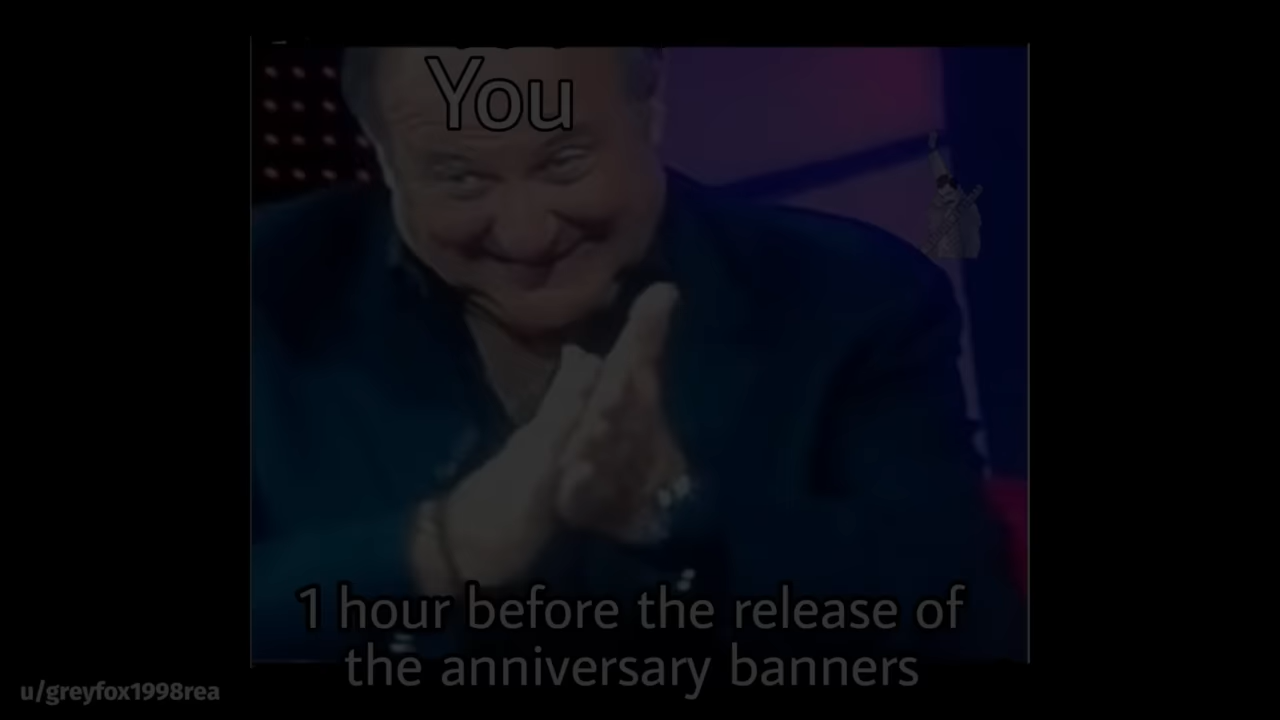 You
1 hour before the release of
the anniversary banners
u/greyfox1998rea